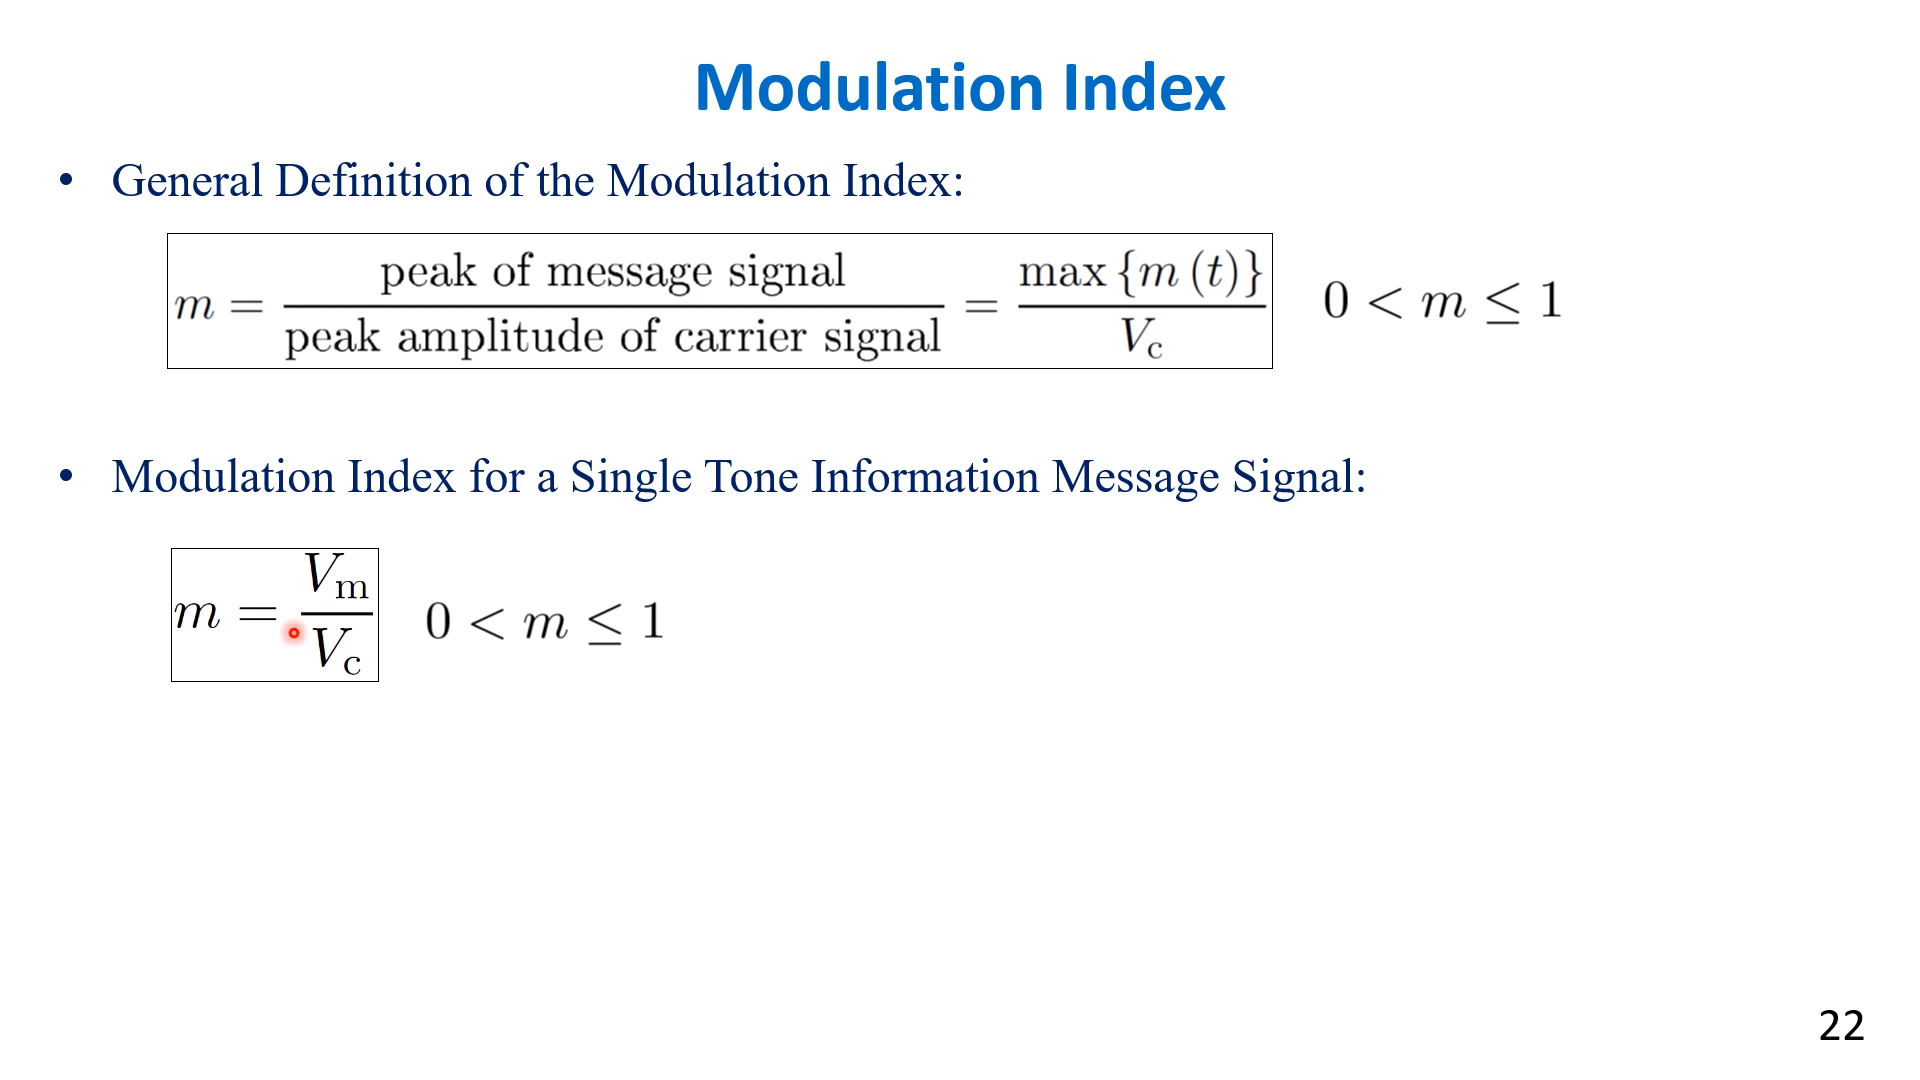 Modulation Index
• General Definition of the Modulation Index:
m = peak of message signal / peak amplitude of carrier signal = max {m (t)} / V_c    0 < m ≤ 1
• Modulation Index for a Single Tone Information Message Signal:
m = V_m / V_c    0 < m ≤ 1
22